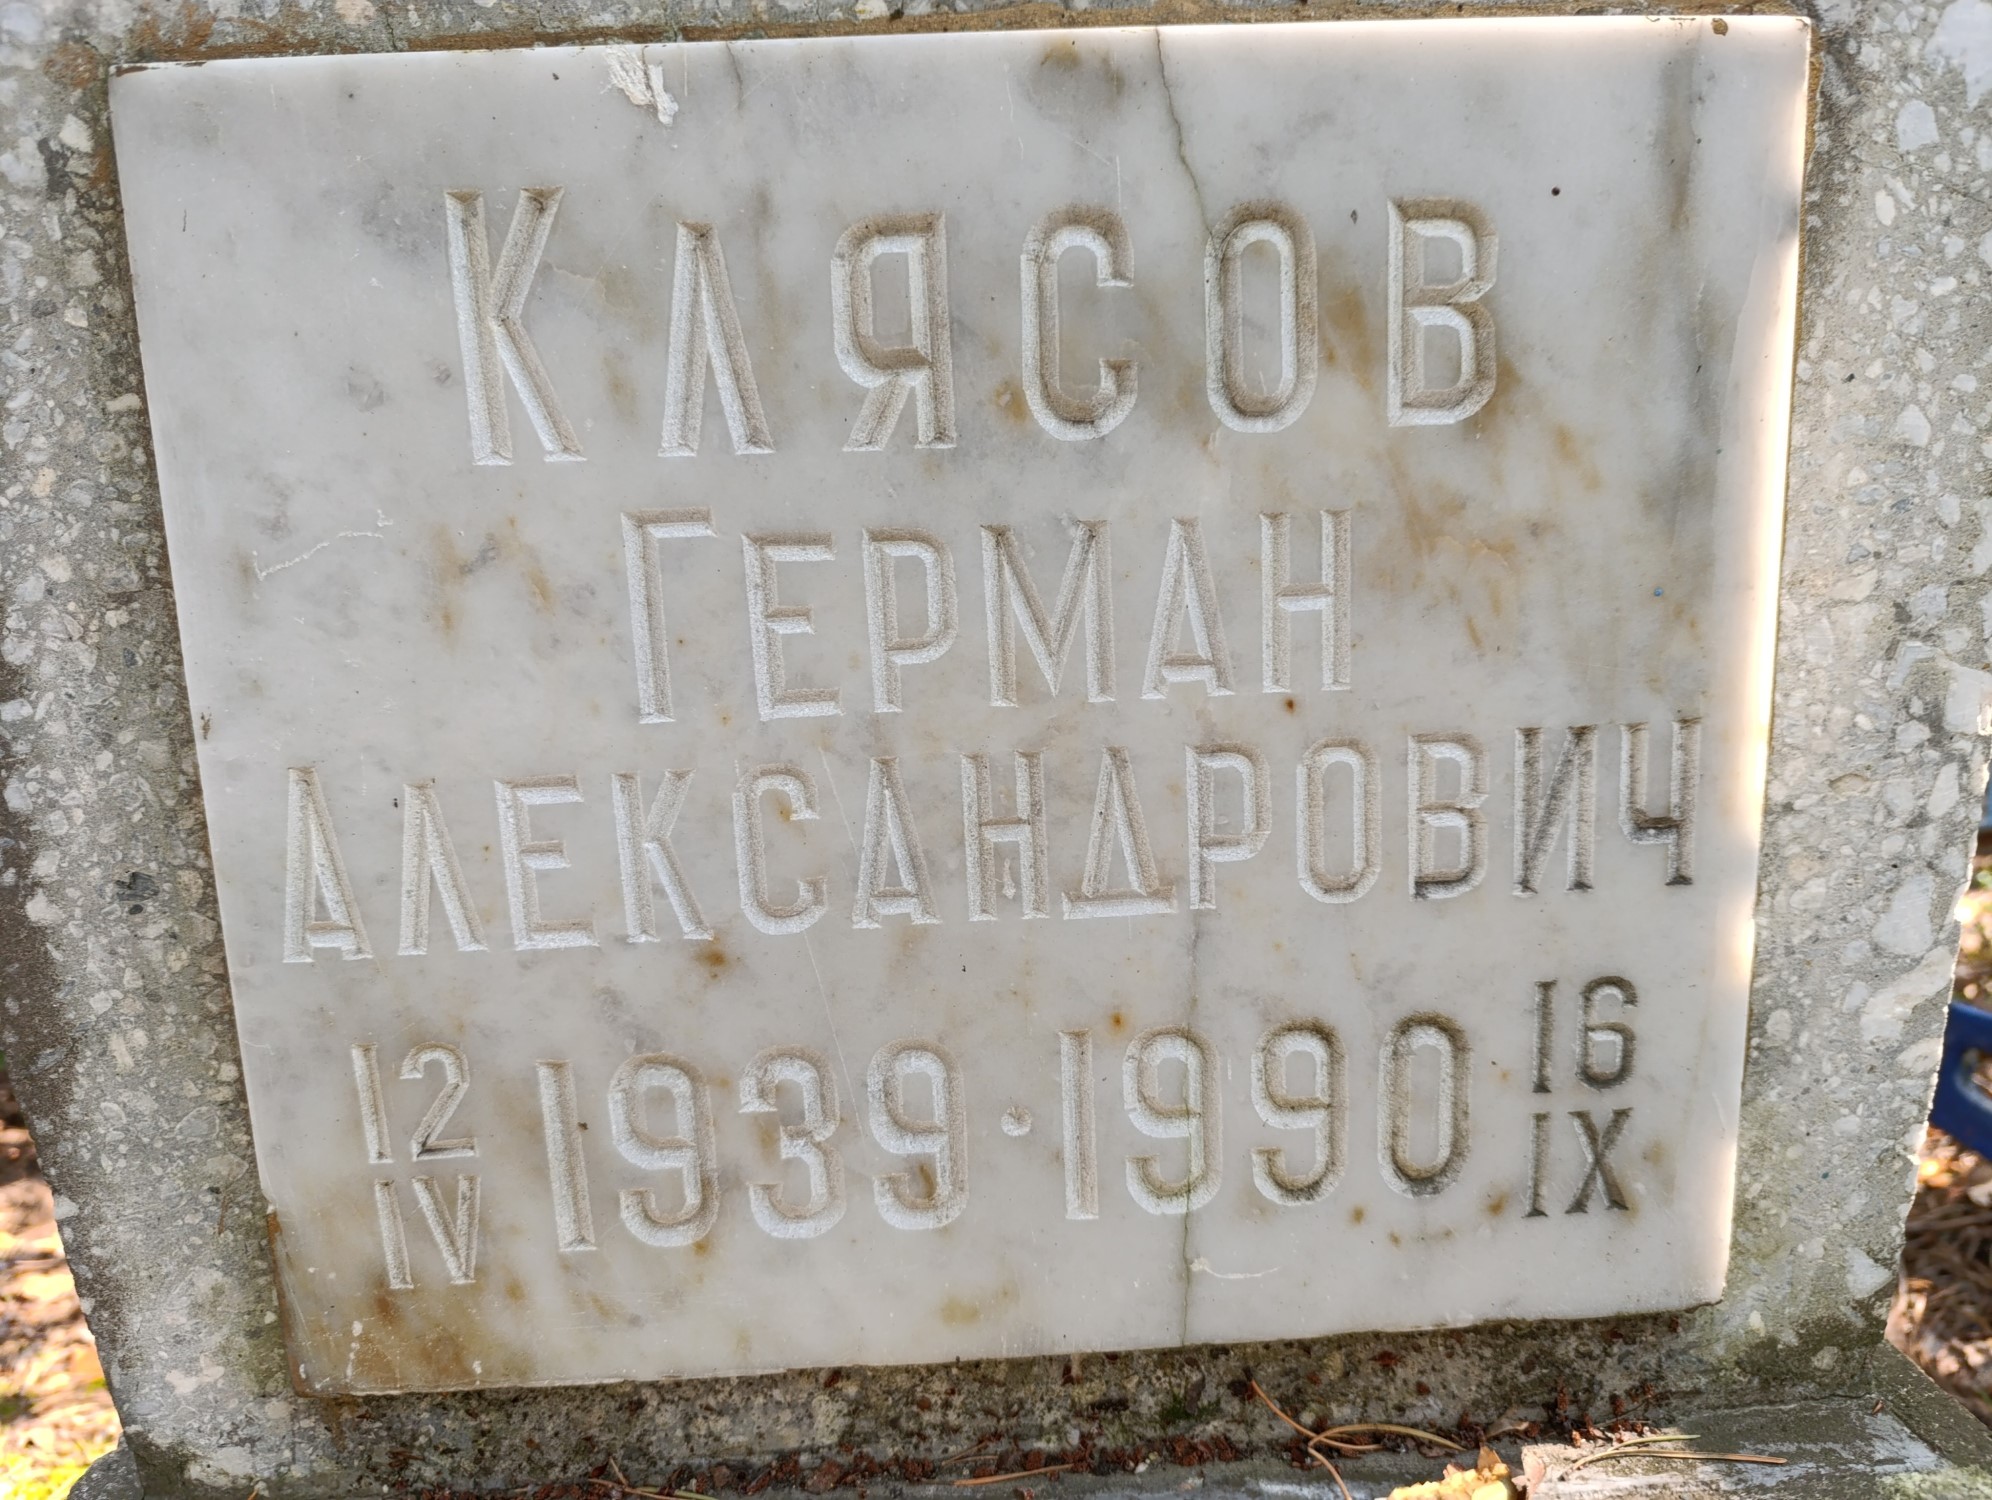 КЛЯСОВ
ГЕРМАН
АЛЕКСАНДРОВИЧ
12 IV 1939 · 1990 16 IX